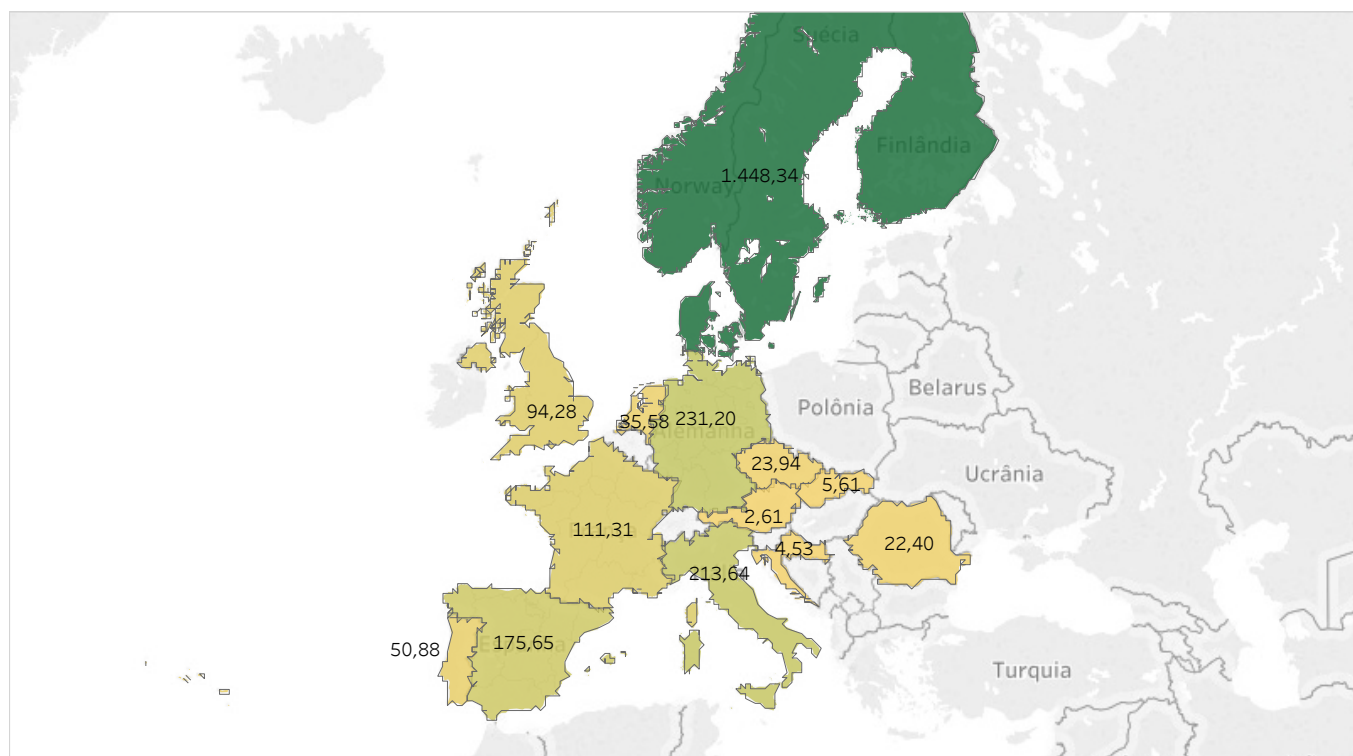 Suécia
Finlândia
1.448,34
Norway
Belarus
Polônia
94,28
35,58
231,20
Alemanha
23,94
Ucrânia
5,61
2,61
111,31
22,40
4,53
213,64
175,65
50,88
Turquia